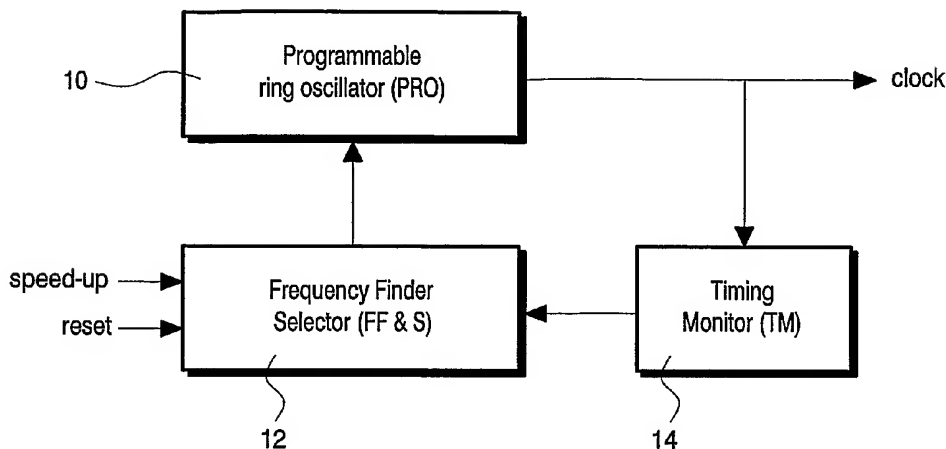 Programmable
ring oscillator (PRO)
10
clock
speed-up
reset
Frequency Finder
Selector (FF & S)
Timing
Monitor (TM)
12
14